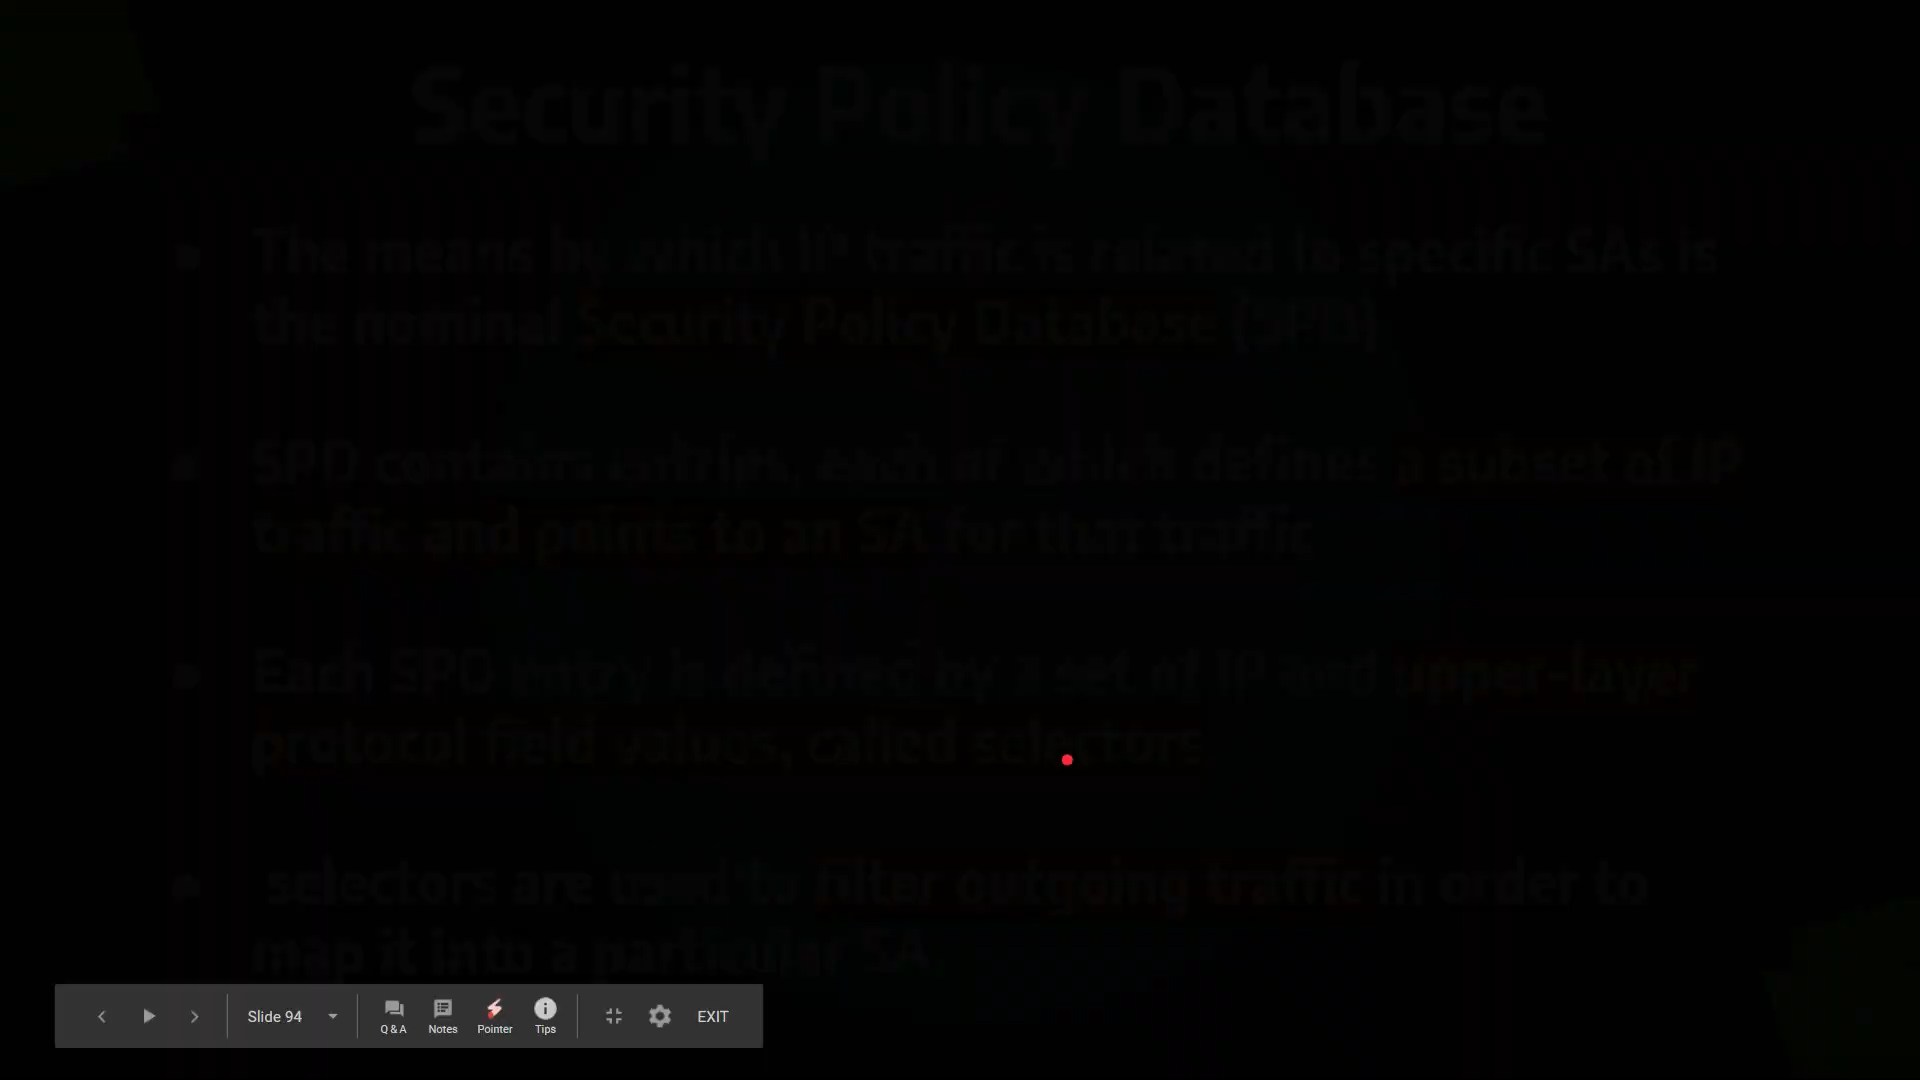 Security Policy Database
The means by which IP traffic is related to specific SAs is
the nominal Security Policy Database (SPD)
SPD contains entries, each of which defines a subset of IP
traffic and points to an SA for that traffic
Each SPD entry is defined by a set of IP and upper-layer
protocol field values, called selectors
selectors are used to filter outgoing traffic in order to
map it into a particular SA.
Slide 94
Q & A
Notes
Pointer
Tips
EXIT